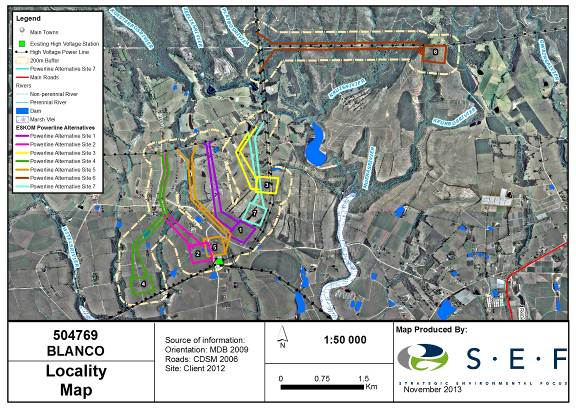 Legend
Main Towns
Existing High Voltage Station
High Voltage Power Line
200m Buffer
Powerline Alternative Site 7
Main Roads
Rivers
Non-perennial River
Perennial River
Dam
Marsh Vlei
ESKOM Powerline Alternatives
Powerline Alternative Site 1
Powerline Alternative Site 2
Powerline Alternative Site 3
Powerline Alternative Site 4
Powerline Alternative Site 5
Powerline Alternative Site 6
Powerline Alternative Site 7
6
3
7
1
5
2
4
504769
BLANCO
Locality
Map
Source of information:
Orientation: MDB 2009
Roads: CDSM 2006
Site: Client 2012
N
1:50 000
0 0.75 1.5
Km
Map Produced By:
S·E·F
STRATEGIC ENVIRONMENTAL FOCUS
November 2013